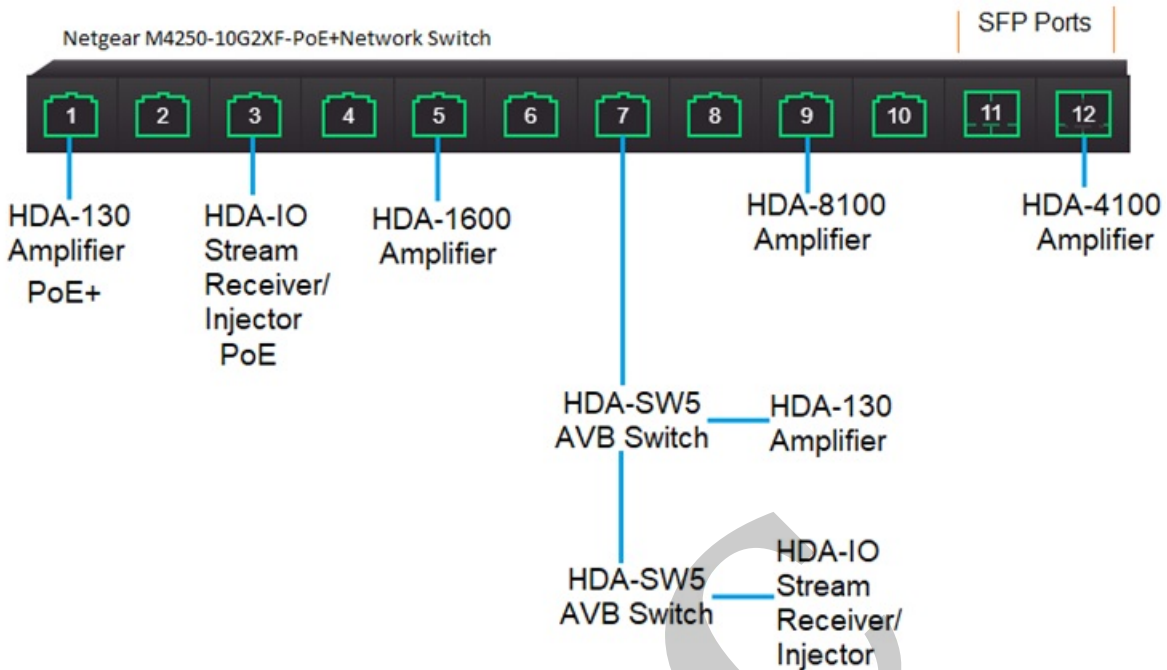 SFP Ports
Netgear M4250-10G2XF-PoE+Network Switch
1 2 3 4 5 6 7 8 9 10 11 12
HDA-130
Amplifier
PoE+
HDA-IO
Stream
Receiver/
Injector
PoE
HDA-1600
Amplifier
HDA-8100
Amplifier
HDA-4100
Amplifier
HDA-SW5
AVB Switch
HDA-130
Amplifier
HDA-SW5
AVB Switch
HDA-IO
Stream
Receiver/
Injector